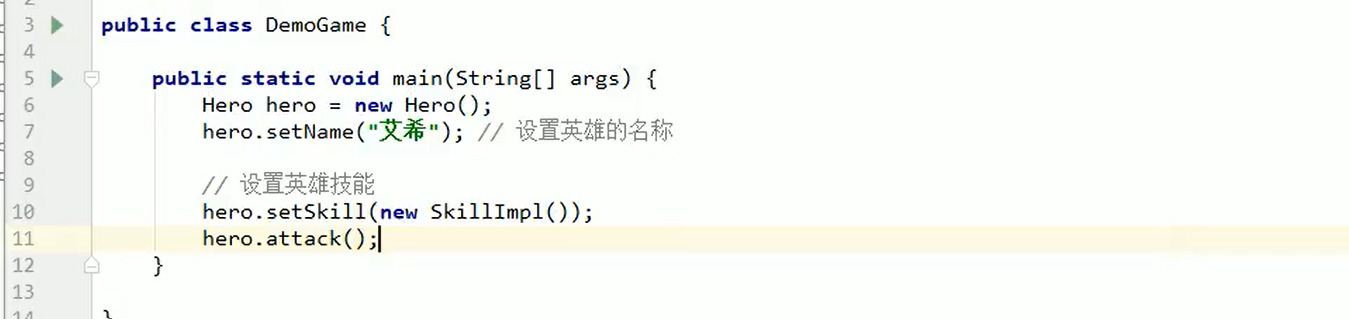 3 public class DemoGame {
4
5 public static void main(String[] args) {
6 Hero hero = new Hero();
7 hero.setName("艾希"); // 设置英雄的名称
8
9 // 设置英雄技能
10 hero.setSkill(new SkillImpl());
11 hero.attack();
12 }
13
14 }